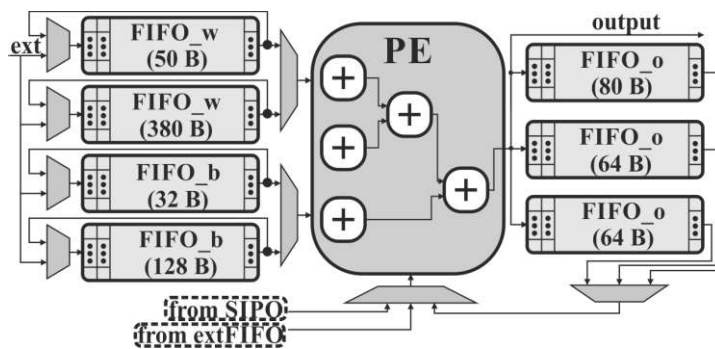 ext
FIFO_w
(50 B)
FIFO_w
(380 B)
FIFO_b
(32 B)
FIFO_b
(128 B)
PE
+
+
+
+
+
output
FIFO_o
(80 B)
FIFO_o
(64 B)
FIFO_o
(64 B)
from SIPO
from extFIFO